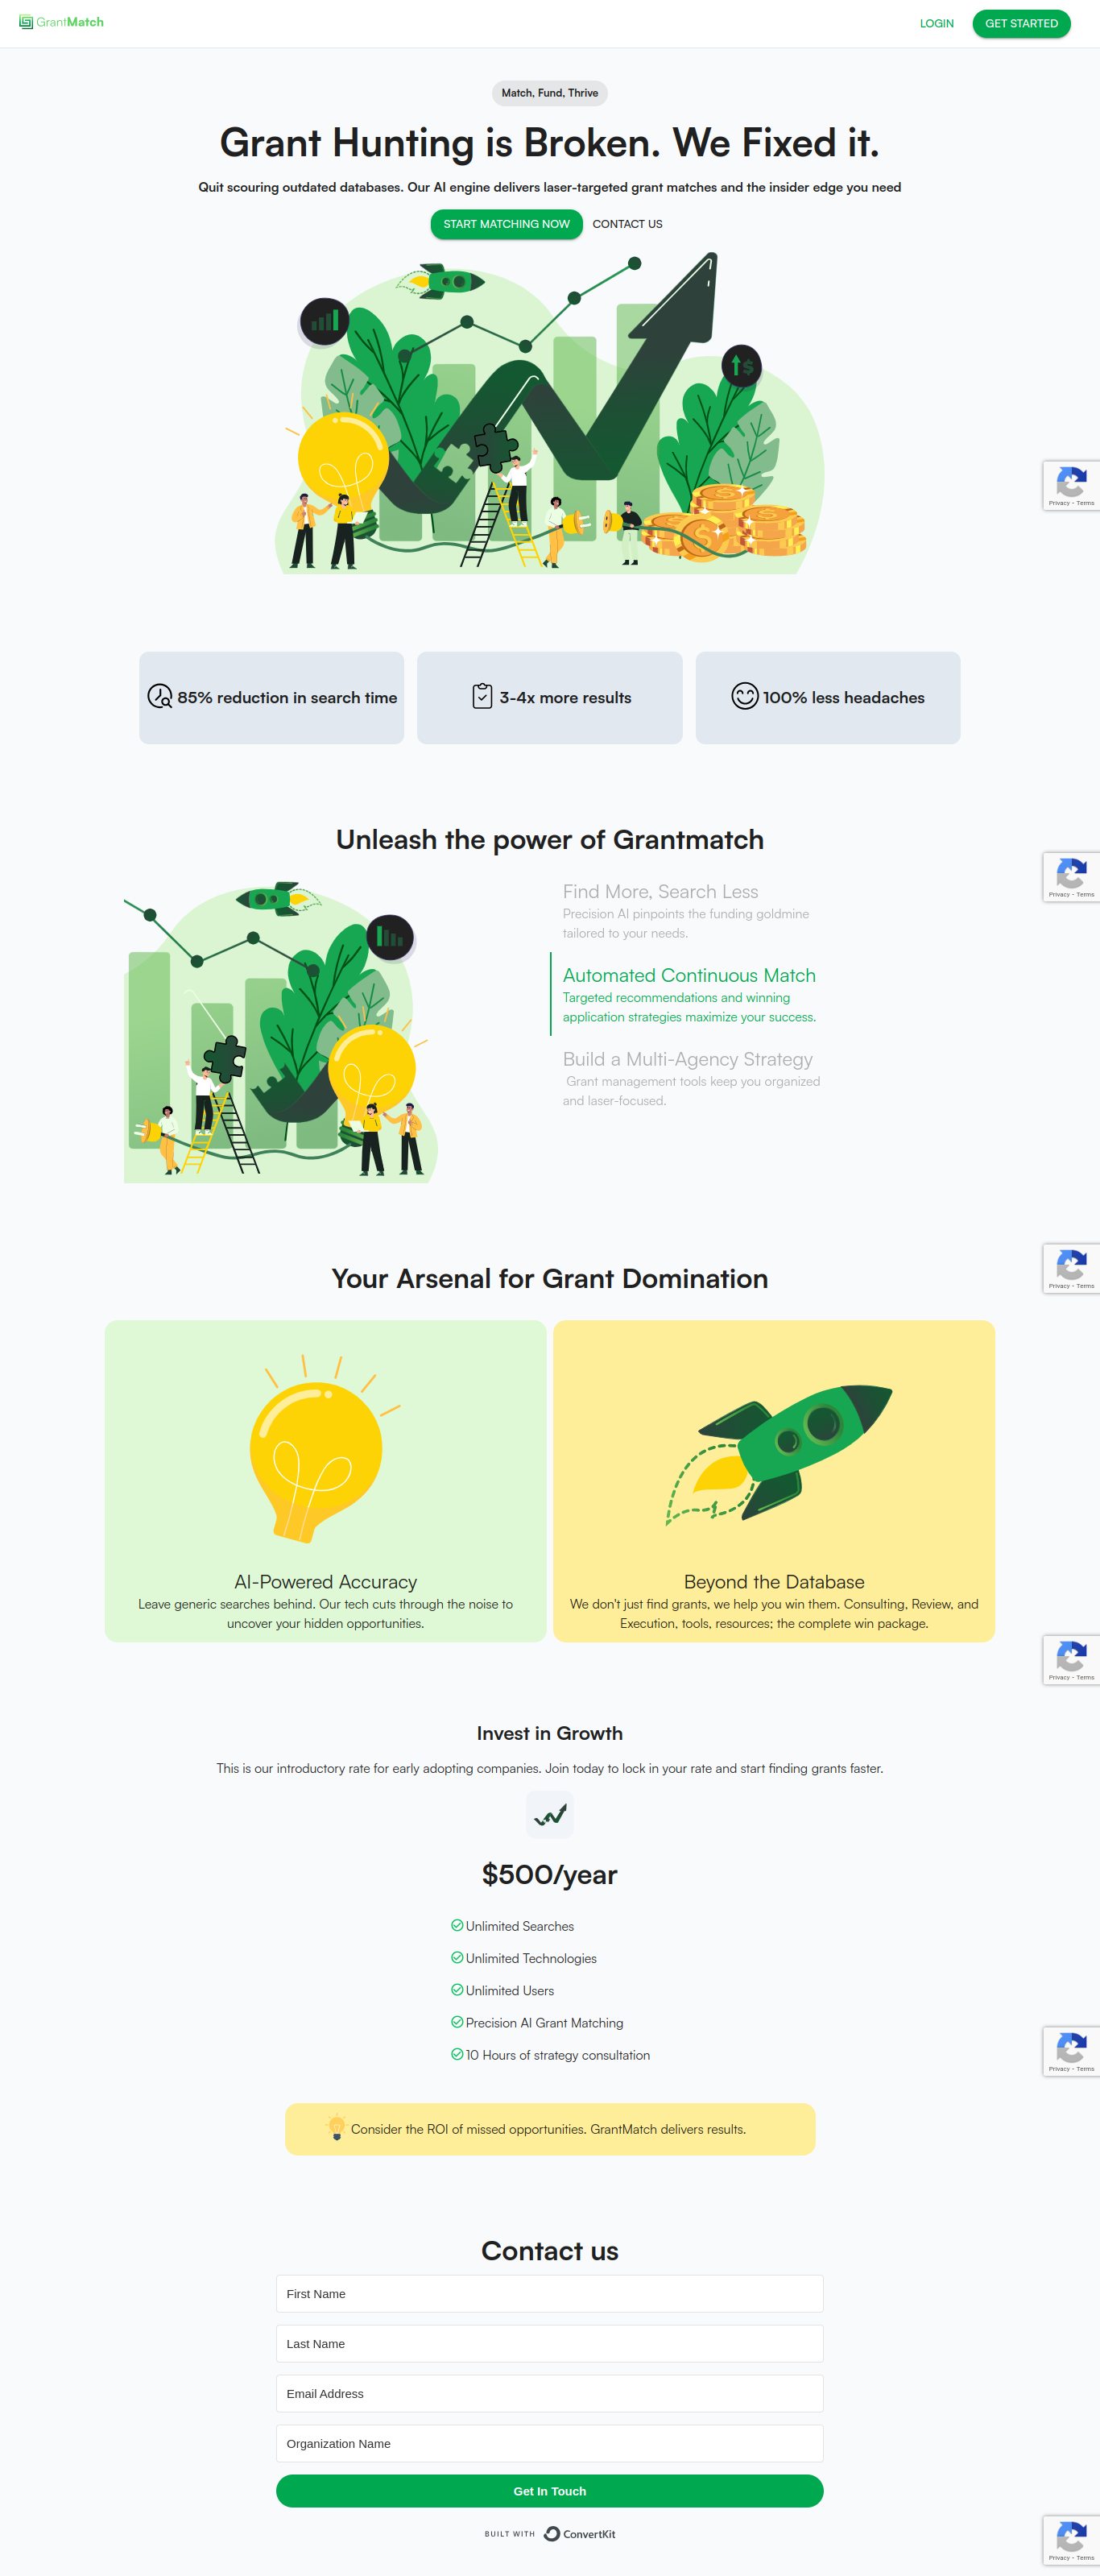 GrantMatch
LOGIN
GET STARTED
Match, Fund, Thrive
Grant Hunting is Broken. We Fixed it.
Quit scouring outdated databases. Our AI engine delivers laser-targeted grant matches and the insider edge you need
START MATCHING NOW
CONTACT US
$
Privacy - Terms
85% reduction in search time
3-4x more results
100% less headaches
Unleash the power of Grantmatch
Privacy - Terms
Find More, Search Less
Precision AI pinpoints the funding goldmine
tailored to your needs.
Automated Continuous Match
Targeted recommendations and winning
application strategies maximize your success.
Build a Multi-Agency Strategy
Grant management tools keep you organized
and laser-focused.
Your Arsenal for Grant Domination
Privacy - Terms
AI-Powered Accuracy
Leave generic searches behind. Our tech cuts through the noise to
uncover your hidden opportunities.
Beyond the Database
We don't just find grants, we help you win them. Consulting, Review, and
Execution, tools, resources; the complete win package.
Privacy - Terms
Invest in Growth
This is our introductory rate for early adopting companies. Join today to lock in your rate and start finding grants faster.
$500/year
Unlimited Searches
Unlimited Technologies
Unlimited Users
Precision AI Grant Matching
10 Hours of strategy consultation
Privacy - Terms
Consider the ROI of missed opportunities. GrantMatch delivers results.
Contact us
First Name
Last Name
Email Address
Organization Name
Get In Touch
BUILT WITH ConvertKit
Privacy - Terms